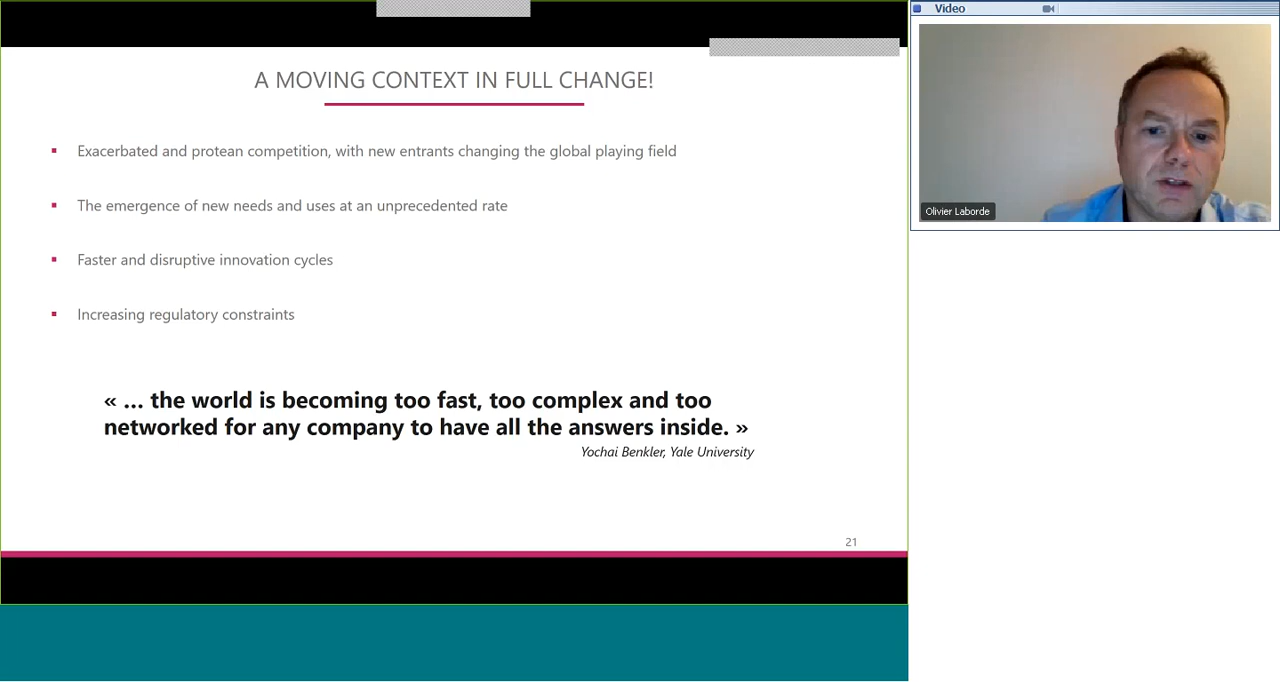 Video
A MOVING CONTEXT IN FULL CHANGE!
▪ Exacerbated and protean competition, with new entrants changing the global playing field
▪ The emergence of new needs and uses at an unprecedented rate
▪ Faster and disruptive innovation cycles
▪ Increasing regulatory constraints
« ... the world is becoming too fast, too complex and too
networked for any company to have all the answers inside. »
Yochai Benkler, Yale University
21
Olivier Laborde